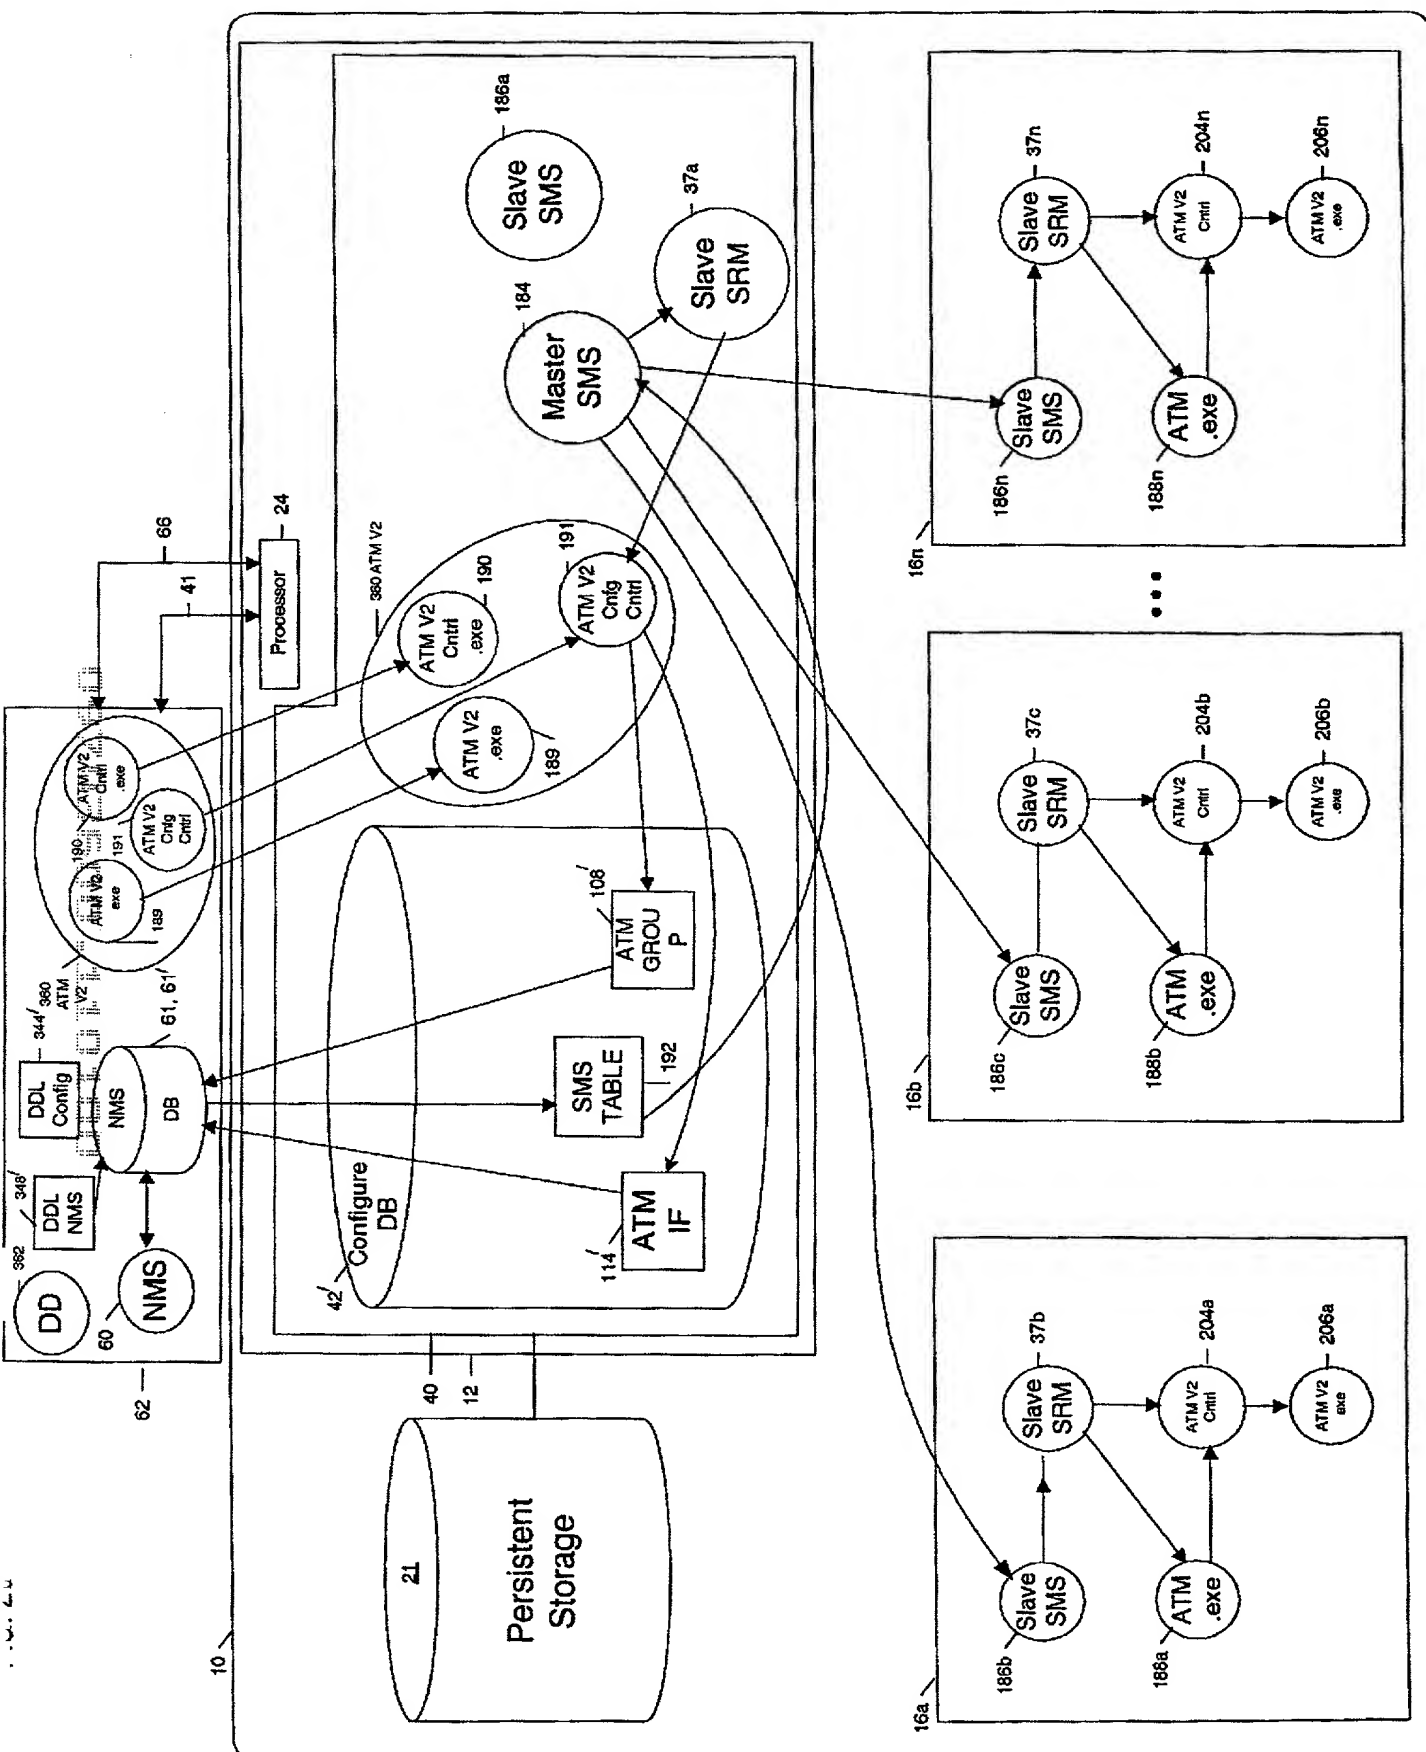 362
DD
60
NMS
62
348'
DDL
NMS
344'
DDL
Config
NMS
DB
61, 61'
360
ATM
V2
61'
189
ATM V2
exe
190
191
ATM V2
Cntrl
.exe
ATM V2
Cnfg
Cntrl
66
41
Processor
24
10
21
Persistent
Storage
40
12
42'
Configure
DB
114'
ATM
IF
SMS
TABLE
192
108'
ATM
GROU
P
360 ATM V2
ATM V2
.exe
189
ATM V2
Cntrl
.exe
190
191
ATM V2
Cnfg
Cntrl
184
Master
SMS
186a
Slave
SMS
37a
Slave
SRM
16a
186b
Slave
SMS
37b
Slave
SRM
188a
ATM
.exe
204a
ATM V2
Cntrl
206a
ATM V2
exe
16b
186c
Slave
SMS
37c
Slave
SRM
188b
ATM
.exe
204b
ATM V2
Cntrl
206b
ATM V2
.exe
16n
186n
Slave
SMS
37n
Slave
SRM
188n
ATM
.exe
204n
ATM V2
Cntrl
206n
ATM V2
.exe